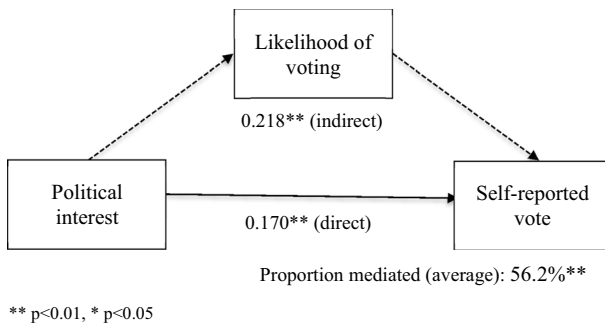 Likelihood of
voting
0.218** (indirect)
Political
interest
Self-reported
vote
0.170** (direct)
Proportion mediated (average): 56.2%**
** p<0.01, * p<0.05